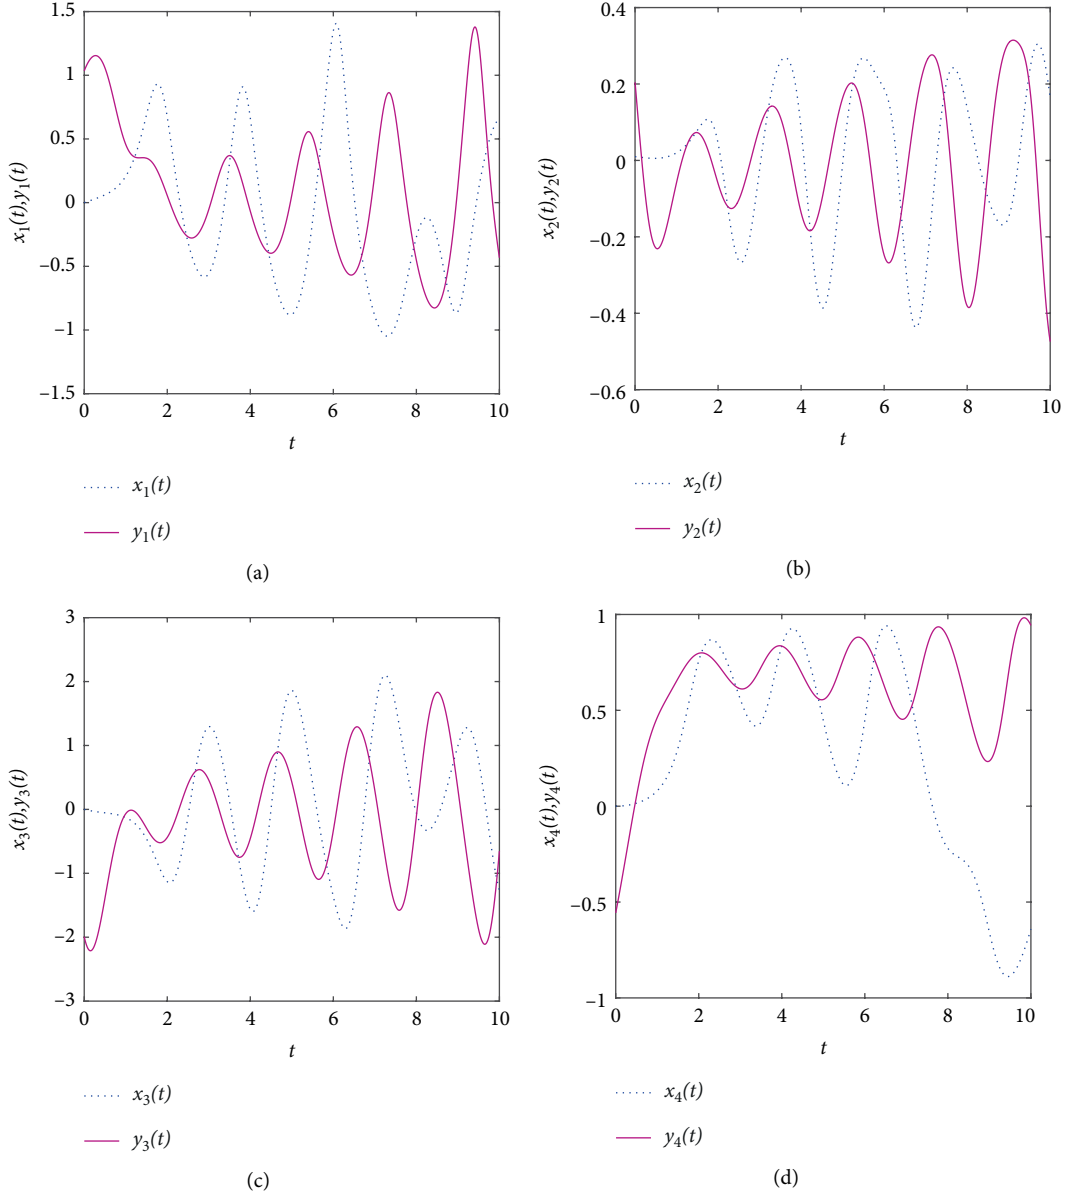 1.5
1
0.5
0
−0.5
−1
−1.5
x1(t),y1(t)
0 2 4 6 8 10
t
x1(t)
y1(t)
(a)
0.4
0.2
0
−0.2
−0.4
−0.6
x2(t),y2(t)
0 2 4 6 8 10
t
x2(t)
y2(t)
(b)
3
2
1
0
−1
−2
−3
x3(t),y3(t)
0 2 4 6 8 10
t
x3(t)
y3(t)
(c)
1
0.5
0
−0.5
−1
x4(t),y4(t)
0 2 4 6 8 10
t
x4(t)
y4(t)
(d)